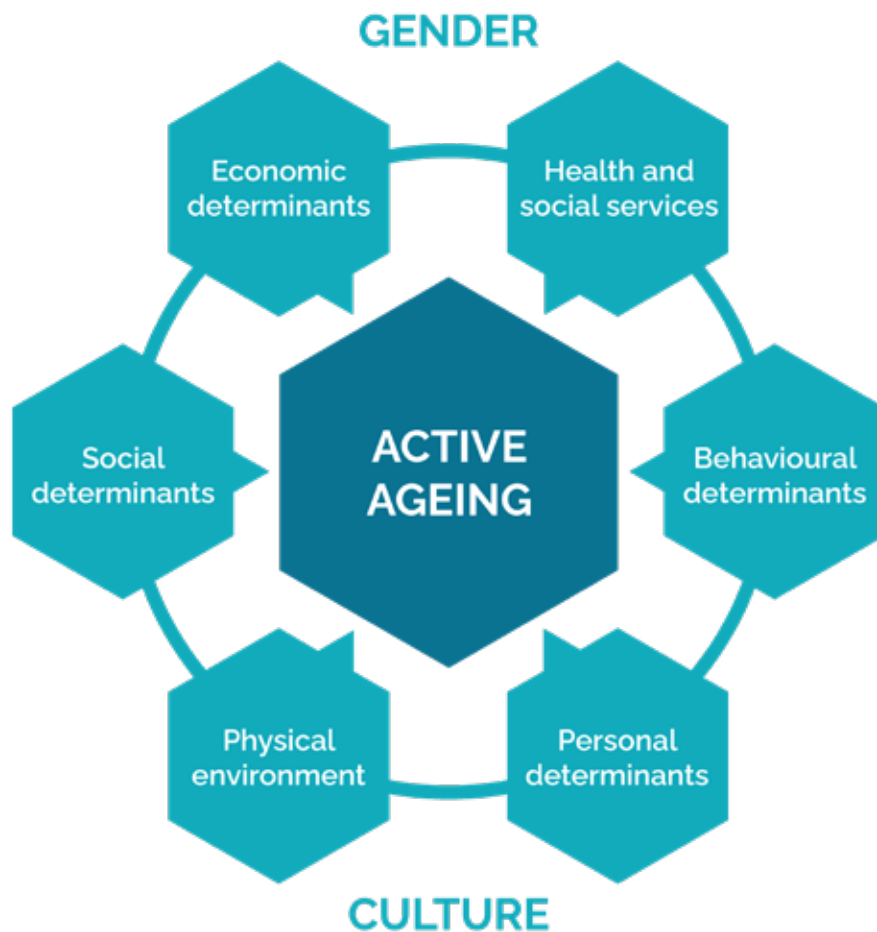 GENDER
Economic
determinants
Health and
social services
Social
determinants
ACTIVE
AGEING
Behavioural
determinants
Physical
environment
Personal
determinants
CULTURE